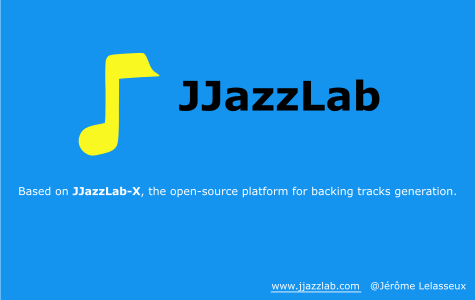 JJazzLab
Based on JJazzLab-X, the open-source platform for backing tracks generation.
www.jjazzlab.com @Jérôme Lelasseux